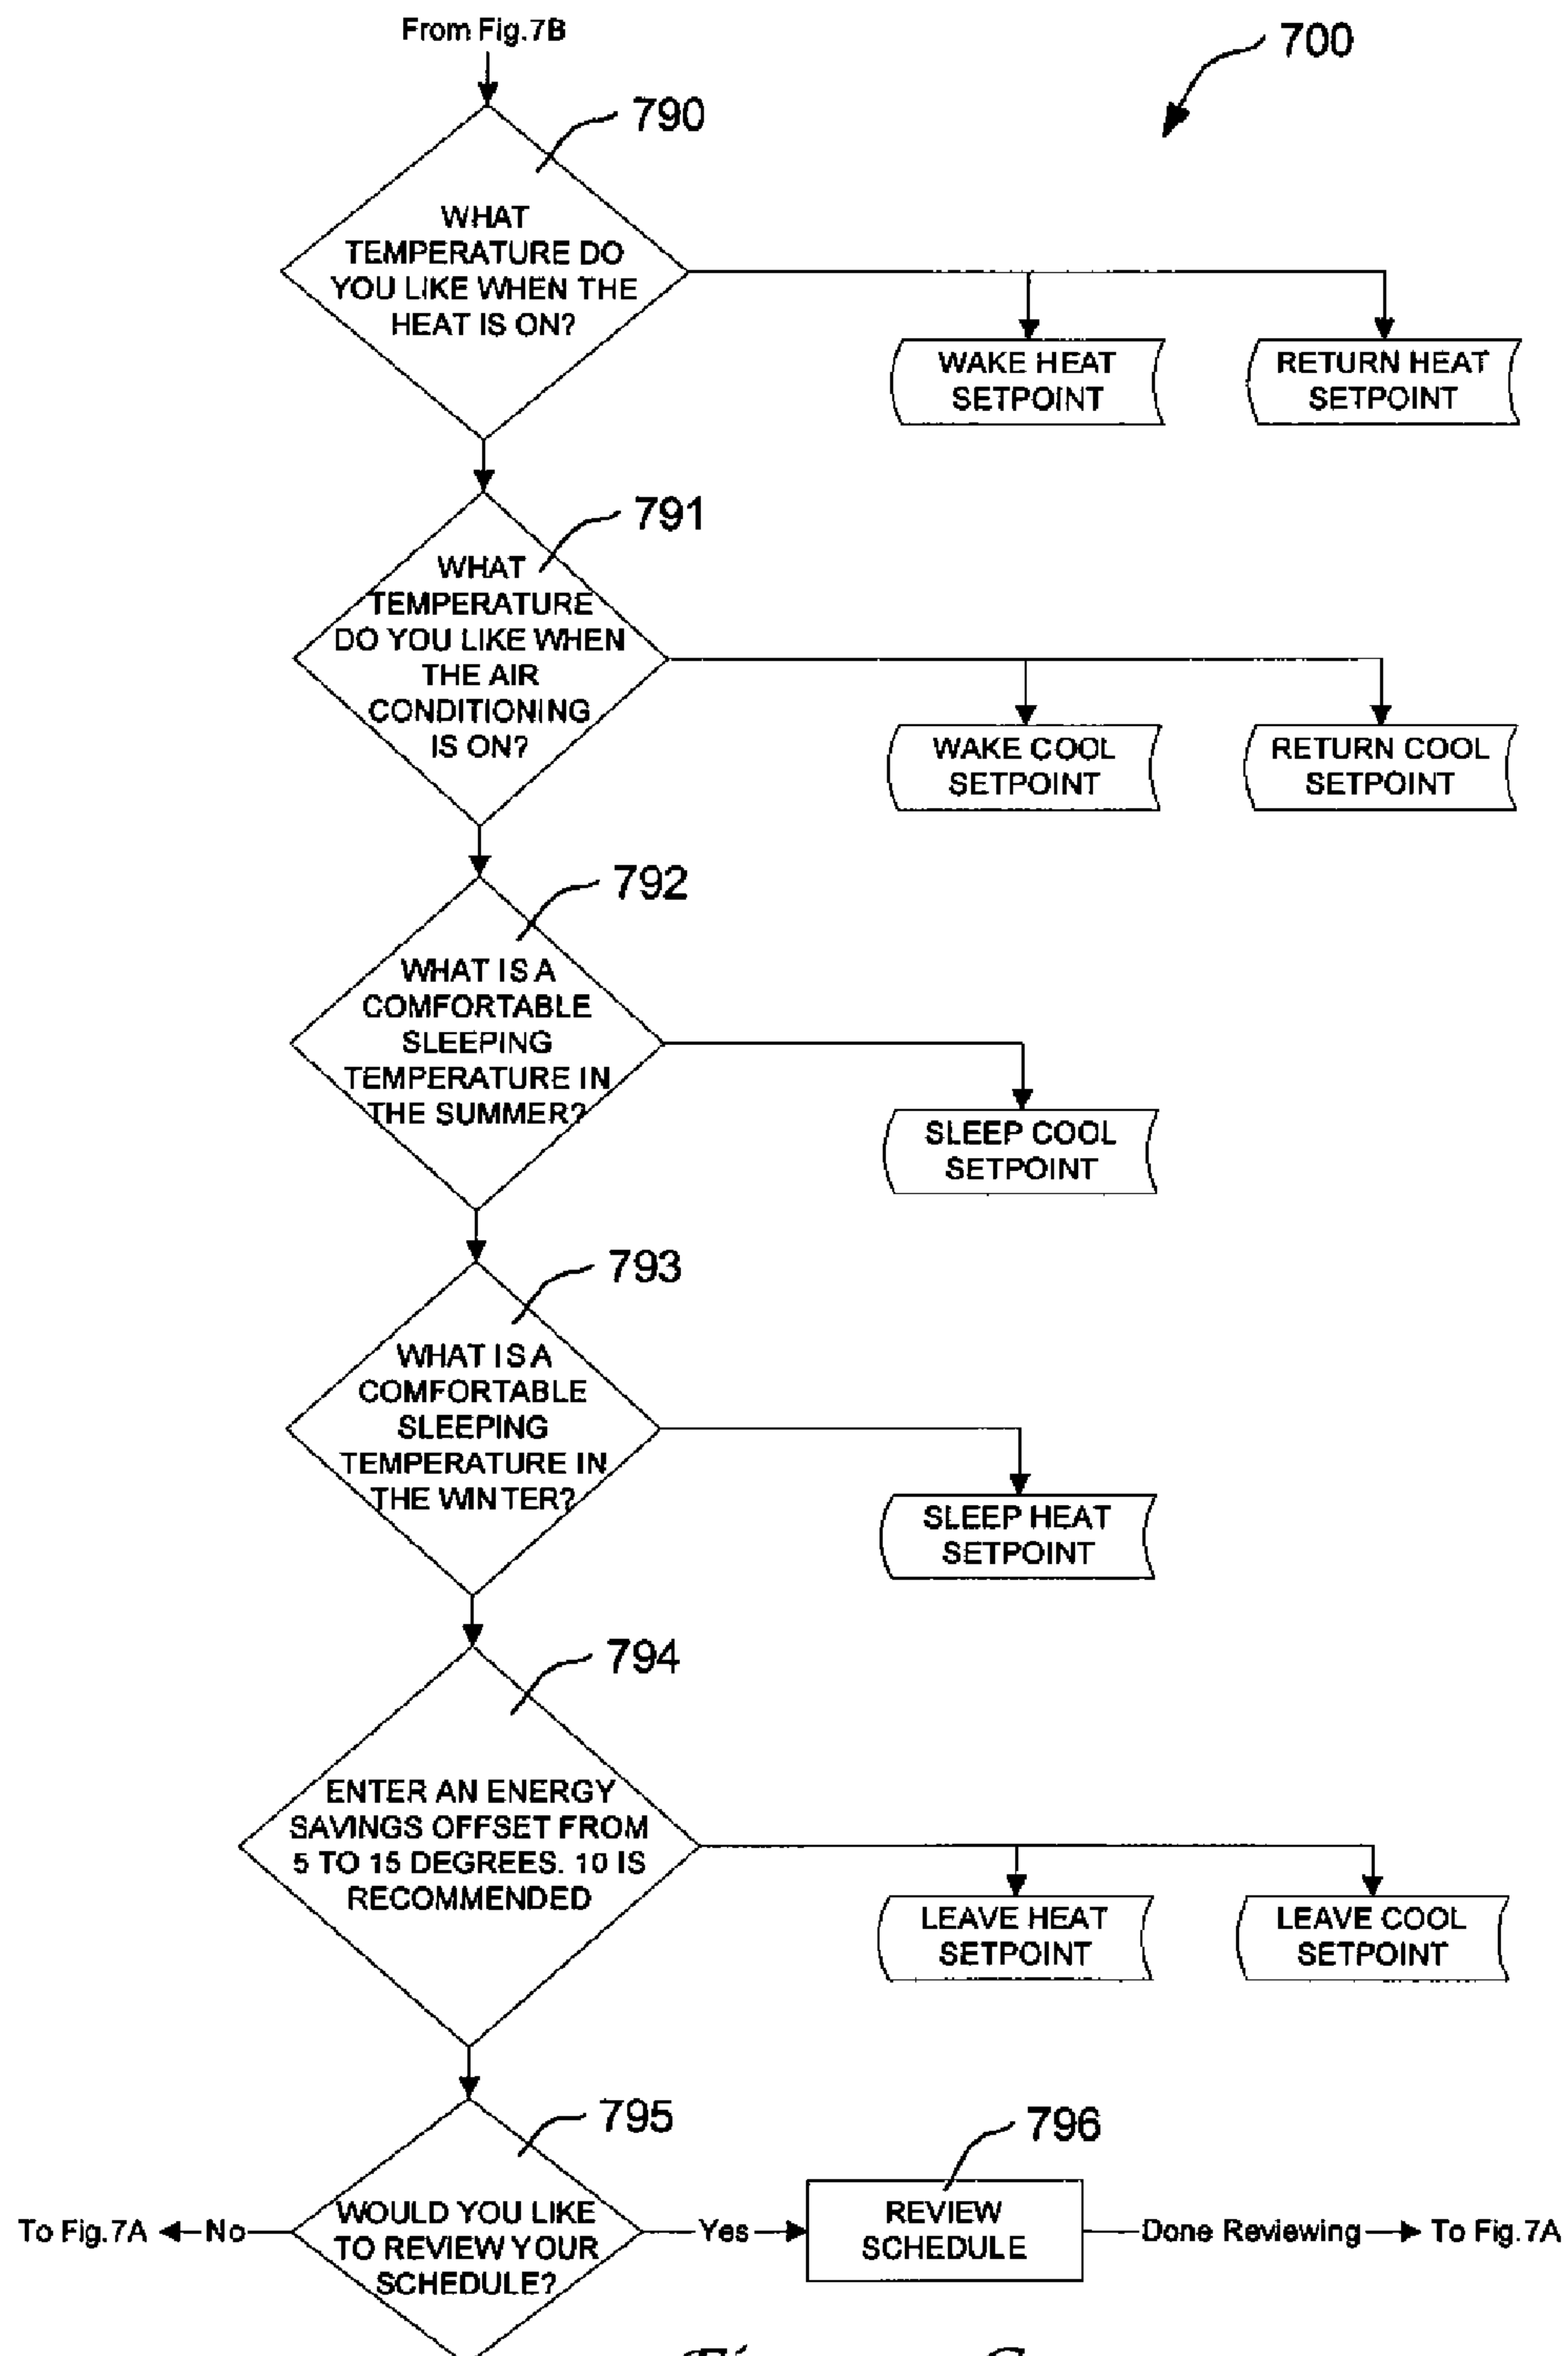 From Fig.7B
700
790
WHAT
TEMPERATURE DO
YOU LIKE WHEN THE
HEAT IS ON?
WAKE HEAT
SETPOINT
RETURN HEAT
SETPOINT
791
WHAT
TEMPERATURE
DO YOU LIKE WHEN
THE AIR
CONDITIONING
IS ON?
WAKE COOL
SETPOINT
RETURN COOL
SETPOINT
792
WHAT IS A
COMFORTABLE
SLEEPING
TEMPERATURE IN
THE SUMMER?
SLEEP COOL
SETPOINT
793
WHAT IS A
COMFORTABLE
SLEEPING
TEMPERATURE IN
THE WINTER?
SLEEP HEAT
SETPOINT
794
ENTER AN ENERGY
SAVINGS OFFSET FROM
5 TO 15 DEGREES. 10 IS
RECOMMENDED
LEAVE HEAT
SETPOINT
LEAVE COOL
SETPOINT
795
796
WOULD YOU LIKE
TO REVIEW YOUR
SCHEDULE?
To Fig.7A
No
Yes
REVIEW
SCHEDULE
Done Reviewing
To Fig.7A